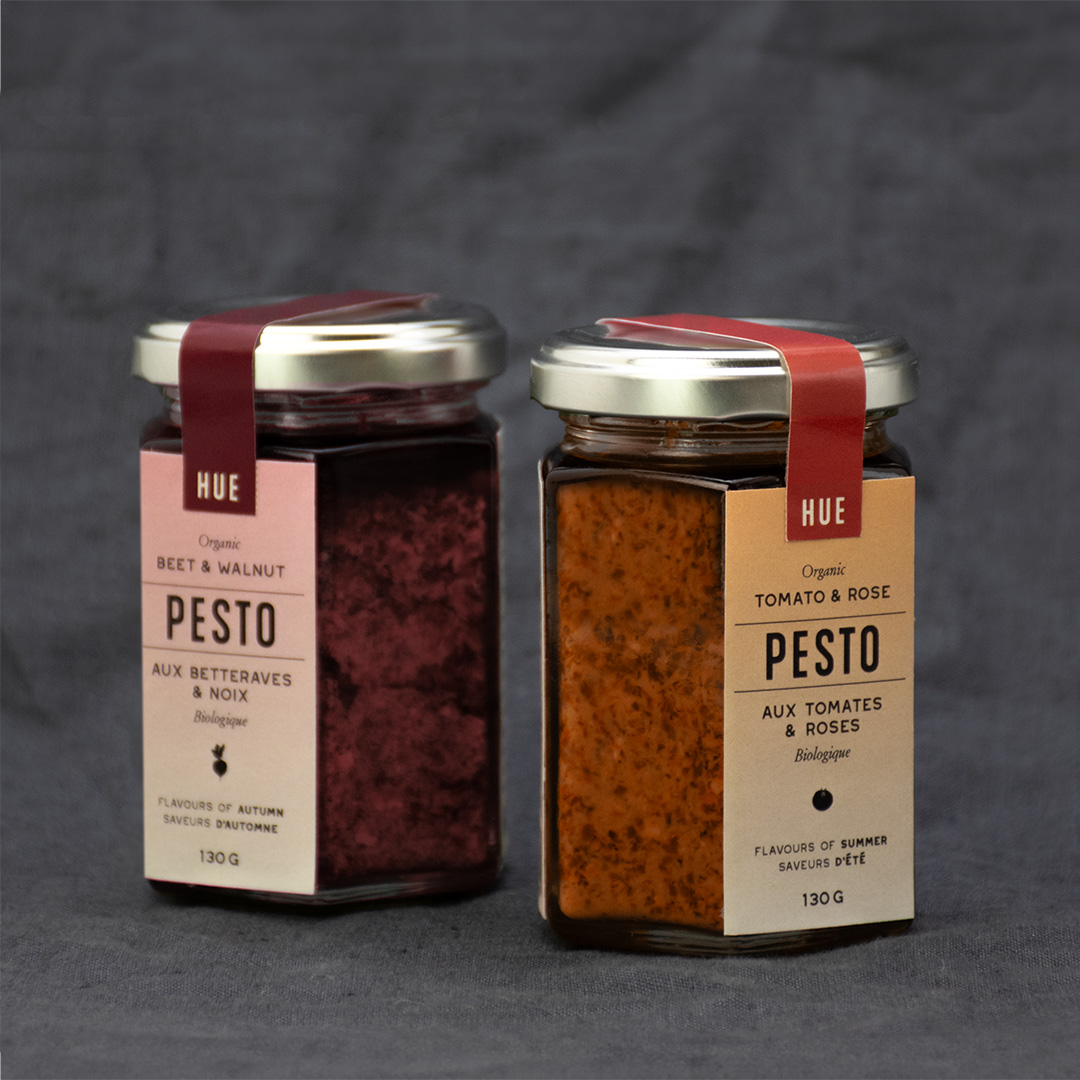 HUE
Organic
BEET & WALNUT
PESTO
AUX BETTERAVES
& NOIX
Biologique
FLAVOURS OF AUTUMN
SAVEURS D'AUTOMNE
130 G
HUE
Organic
TOMATO & ROSE
PESTO
AUX TOMATES
& ROSES
Biologique
FLAVOURS OF SUMMER
SAVEURS D'ÉTÉ
130 G